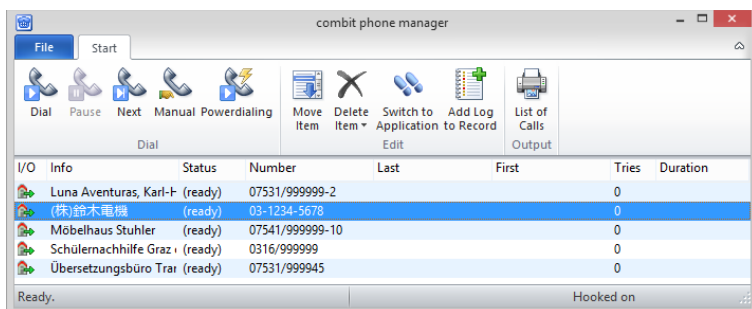 combit phone manager
File Start
Dial Pause Next Manual Powerdialing Move Item Delete Item Switch to Application Add Log to Record List of Calls
Dial Edit Output
I/O Info Status Number Last First Tries Duration
Luna Aventuras, Karl-H (ready) 07531/999999-2 0
(株)鈴木電機 (ready) 03-1234-5678 0
Möbelhaus Stuhler (ready) 07541/999999-10 0
Schülernachhilfe Graz (ready) 0316/999999 0
Übersetzungsbüro Tran (ready) 07531/999945 0
Ready. Hooked on